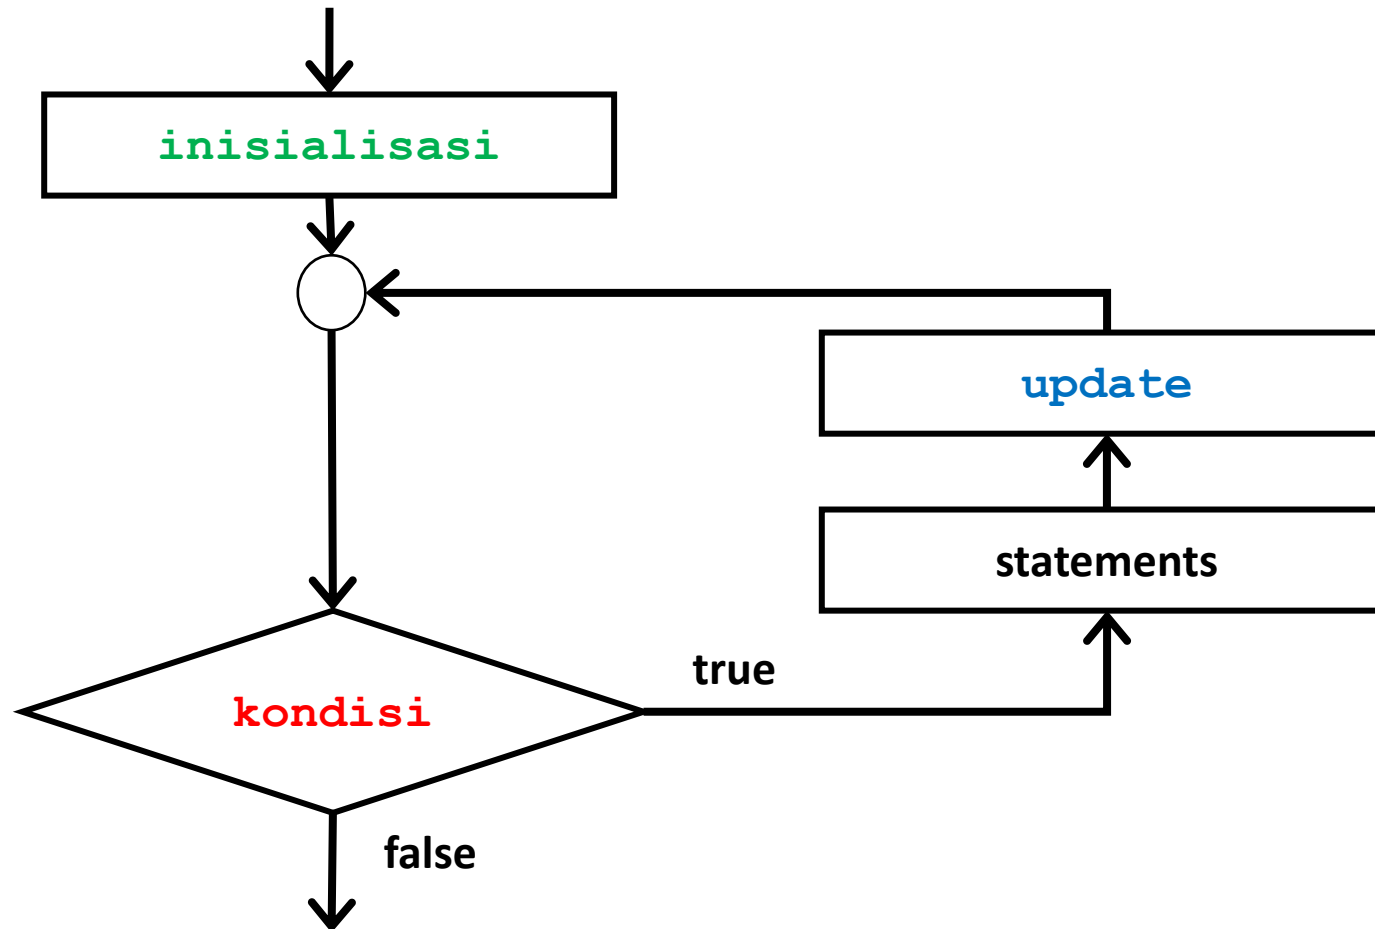 inisialisasi
update
statements
true
kondisi
false